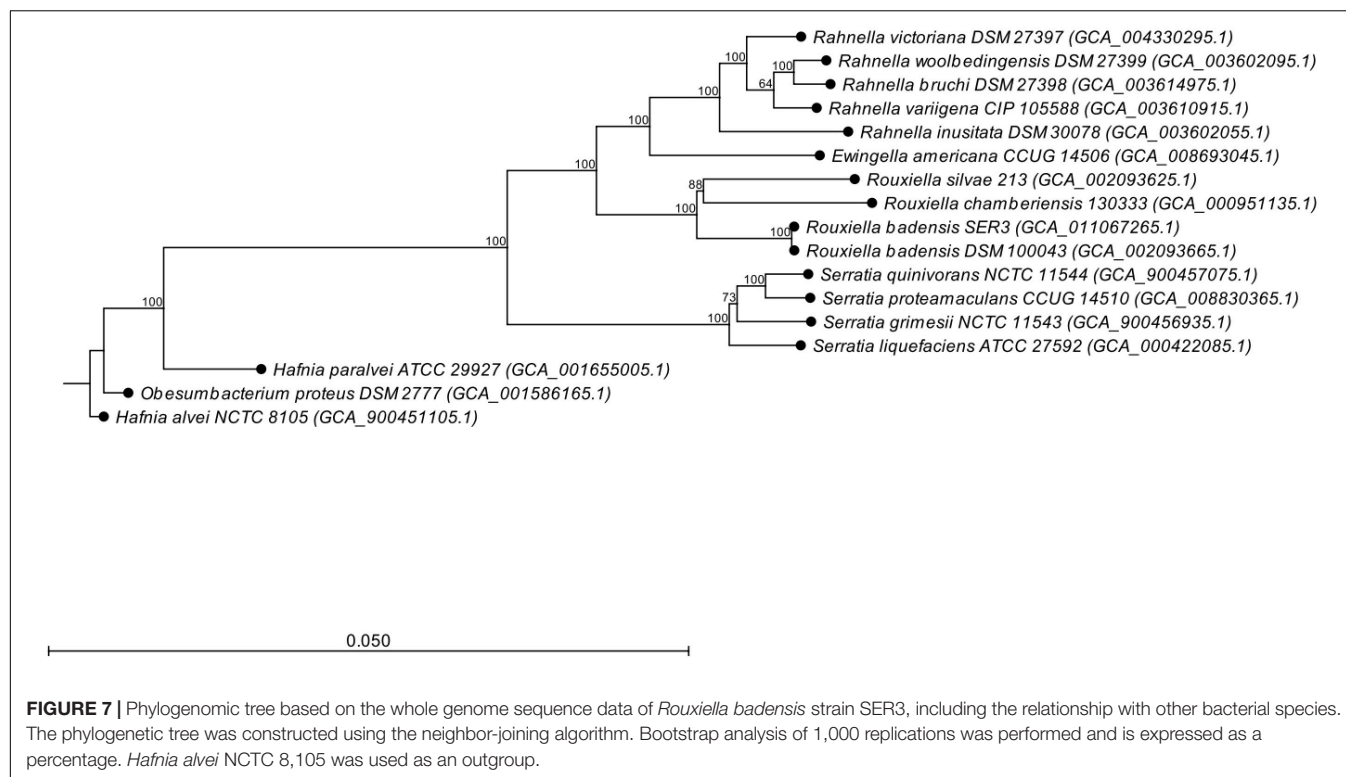 100
Rahnella victoriana DSM 27397 (GCA_004330295.1)
100
Rahnella woolbedingensis DSM 27399 (GCA_003602095.1)
64
Rahnella bruchi DSM 27398 (GCA_003614975.1)
100
Rahnella variigena CIP 105588 (GCA_003610915.1)
100
Rahnella inusitata DSM 30078 (GCA_003602055.1)
100
Ewingella americana CCUG 14506 (GCA_008693045.1)
88
Rouxiella silvae 213 (GCA_002093625.1)
100
Rouxiella chamberiensis 130333 (GCA_000951135.1)
100
Rouxiella badensis SER3 (GCA_011067265.1)
100
Rouxiella badensis DSM 100043 (GCA_002093665.1)
100
Serratia quinivorans NCTC 11544 (GCA_900457075.1)
73
Serratia proteamaculans CCUG 14510 (GCA_008830365.1)
100
Serratia grimesii NCTC 11543 (GCA_900456935.1)
Serratia liquefaciens ATCC 27592 (GCA_000422085.1)
100
Hafnia paralvei ATCC 29927 (GCA_001655005.1)
Obesumbacterium proteus DSM 2777 (GCA_001586165.1)
Hafnia alvei NCTC 8105 (GCA_900451105.1)
0.050
FIGURE 7 | Phylogenomic tree based on the whole genome sequence data of Rouxiella badensis strain SER3, including the relationship with other bacterial species.
The phylogenetic tree was constructed using the neighbor-joining algorithm. Bootstrap analysis of 1,000 replications was performed and is expressed as a
percentage. Hafnia alvei NCTC 8,105 was used as an outgroup.